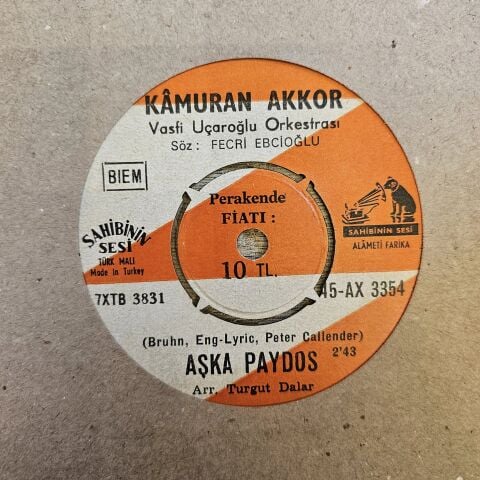 KÂMURAN AKKOR
Vasfi Uçaroğlu Orkestrası
Söz: FECRİ EBCİOĞLU
BIEM
Perakende
FİATI:
10 TL.
SAHİBİNİN
SESİ
TÜRK MALI
Made in Turkey
SAHİBİNİN SESİ
ALÂMETİ FARİKA
7XTB 3831
45-AX 3354
(Bruhn, Eng-Lyric, Peter Callender)
AŞKA PAYDOS 2'43
Arr. Turgut Dalar